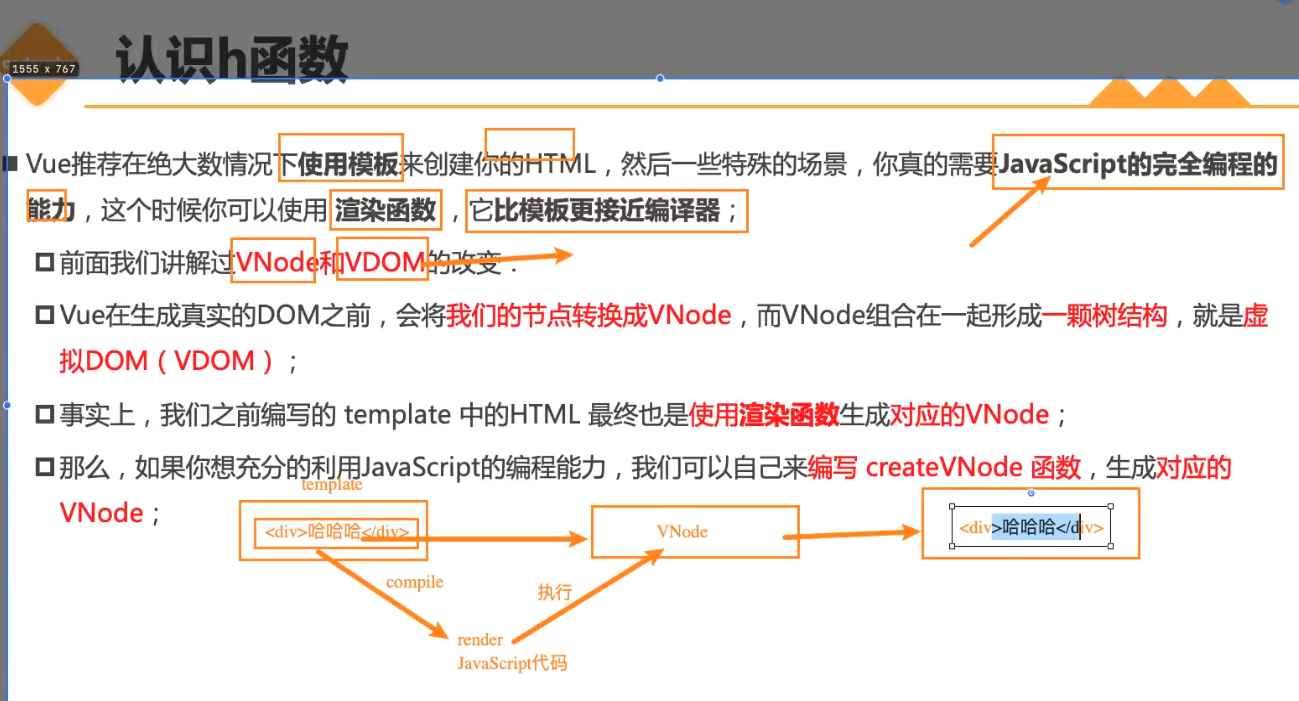 认识h函数
1555 x 767
Vue推荐在绝大数情况下使用模板来创建你的HTML，然后一些特殊的场景，你真的需要JavaScript的完全编程的
能力，这个时候你可以使用 渲染函数 ，它比模板更接近编译器；
前面我们讲解过VNode和VDOM的改变：
Vue在生成真实的DOM之前，会将我们的节点转换成VNode，而VNode组合在一起形成一颗树结构，就是虚
拟DOM（VDOM）；
事实上，我们之前编写的 template 中的HTML 最终也是使用渲染函数生成对应的VNode；
那么，如果你想充分的利用JavaScript的编程能力，我们可以自己来编写 createVNode 函数，生成对应的
VNode；
template
<div>哈哈哈</div>
VNode
<div>哈哈哈</div>
compile
执行
render
JavaScript代码